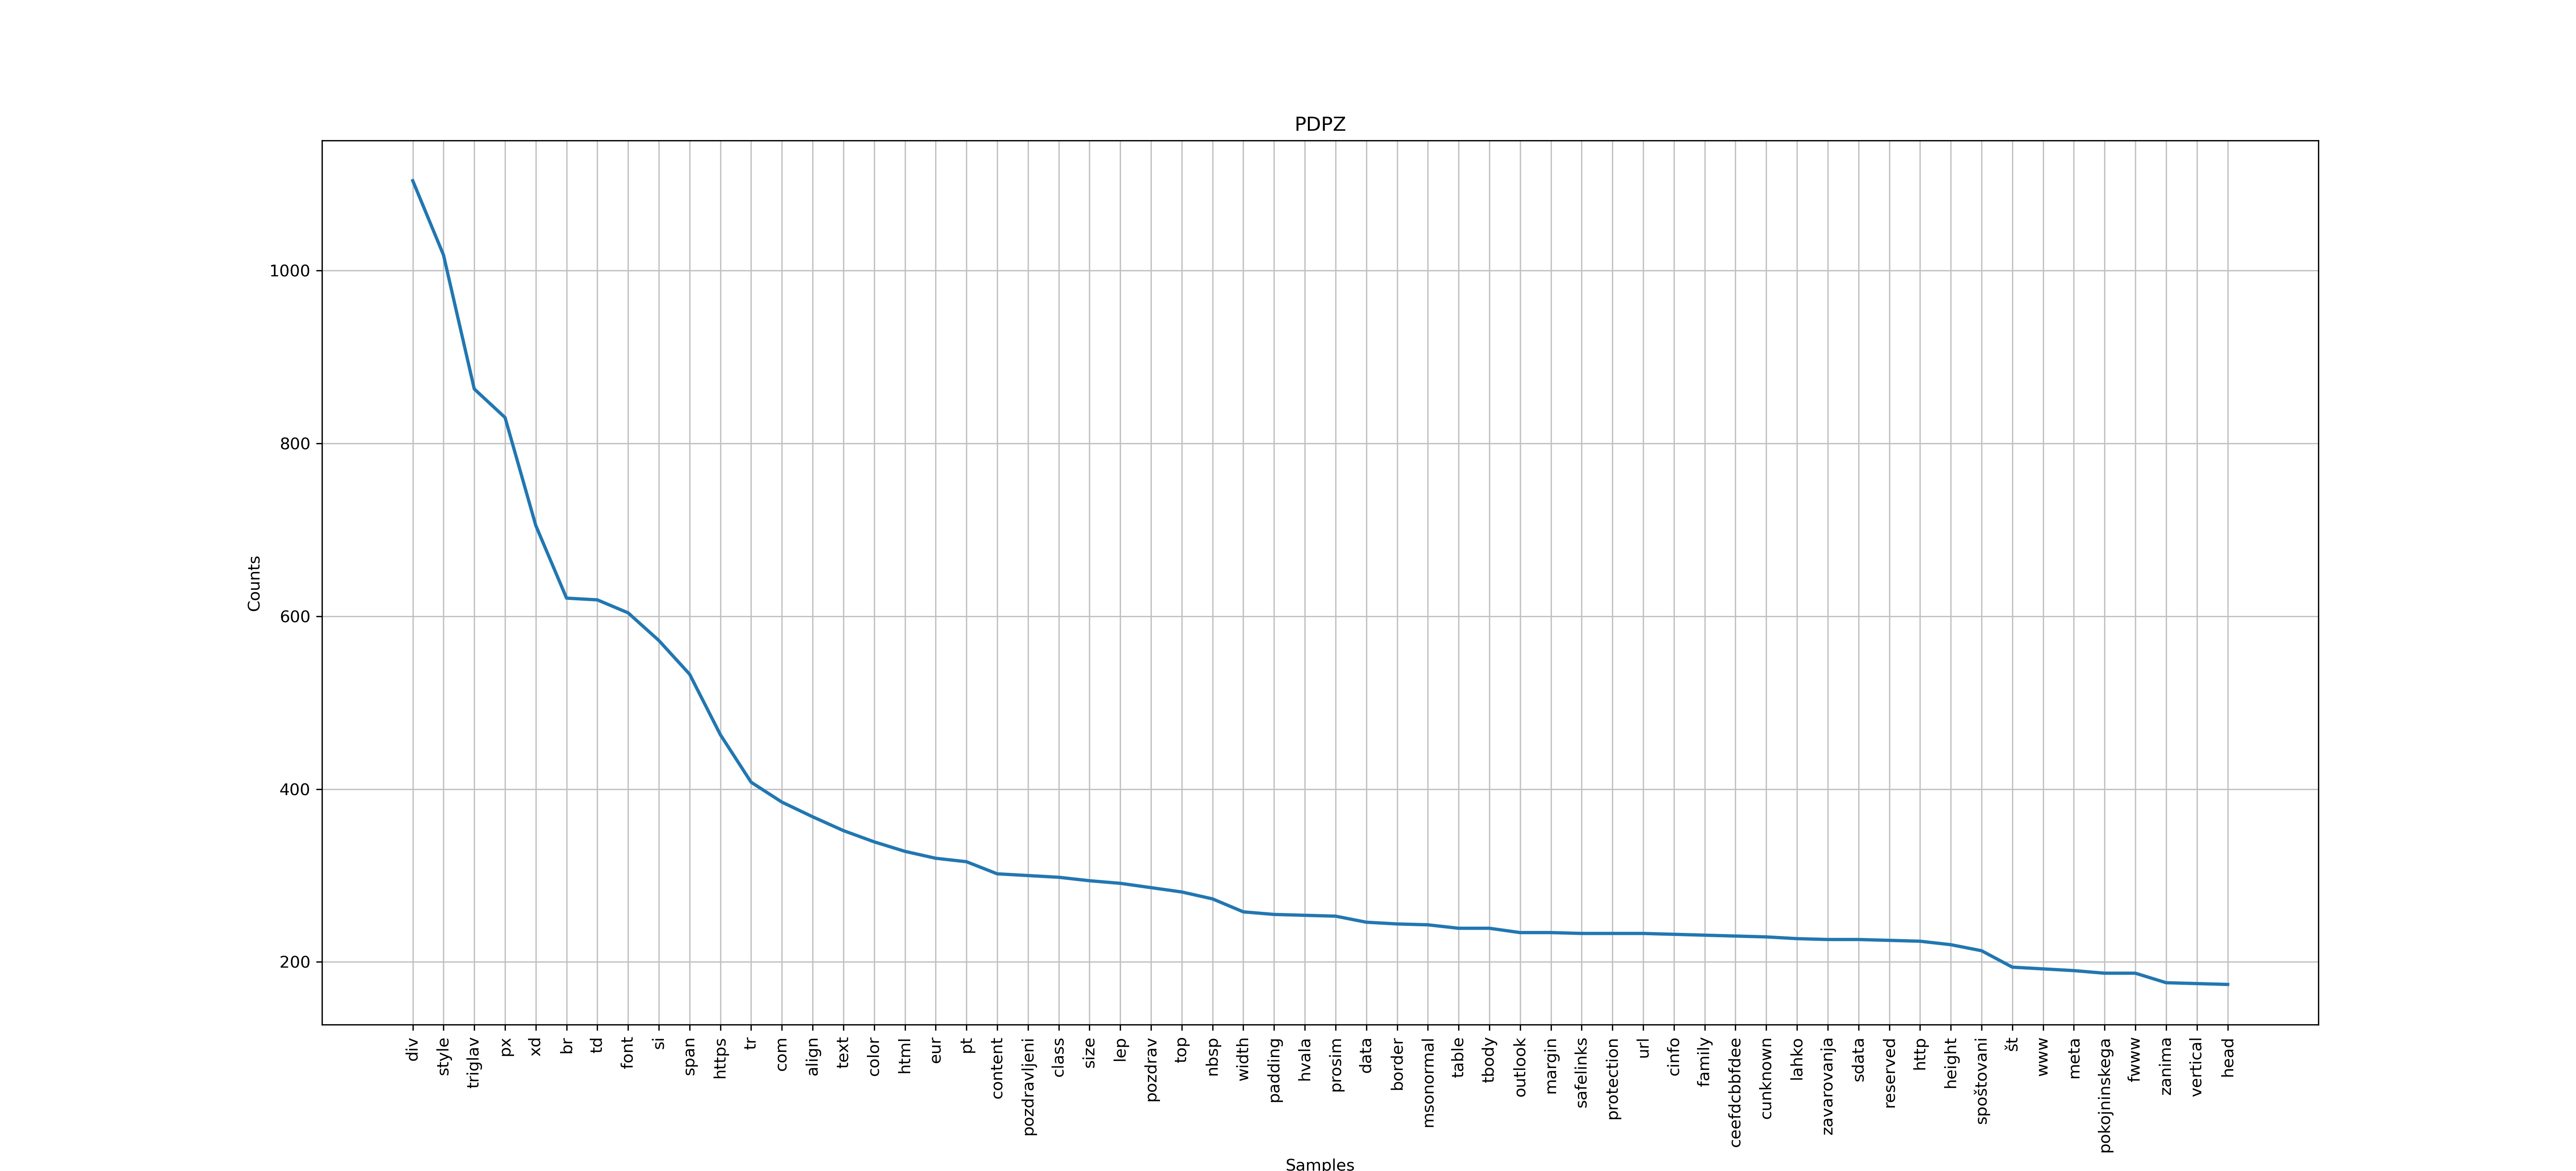 PDPZ
Counts
1000
800
600
400
200
div
style
triglav
px
xd
br
td
font
si
span
https
tr
com
align
text
color
html
eur
pt
content
pozdravljeni
class
size
lep
pozdrav
top
nbsp
width
padding
hvala
prosim
data
border
msonormal
table
tbody
outlook
margin
safelinks
protection
url
cinfo
family
ceefdcbbfdee
cunknown
lahko
zavarovanja
sdata
reserved
http
height
spoštovani
št
www
meta
pokojninskega
fwww
zanima
vertical
head
Samples